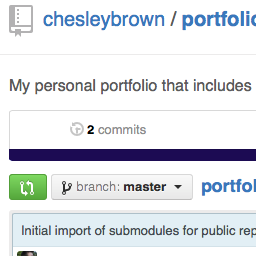 chesleybrown / portfolio
My personal portfolio that includes
2 commits
branch: master
portfol
Initial import of submodules for public rep